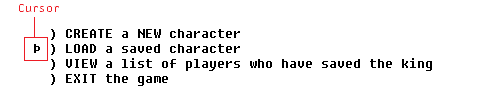 Cursor
) CREATE a NEW character
Þ ) LOAD a saved character
) VIEW a list of players who have saved the king
) EXIT the game